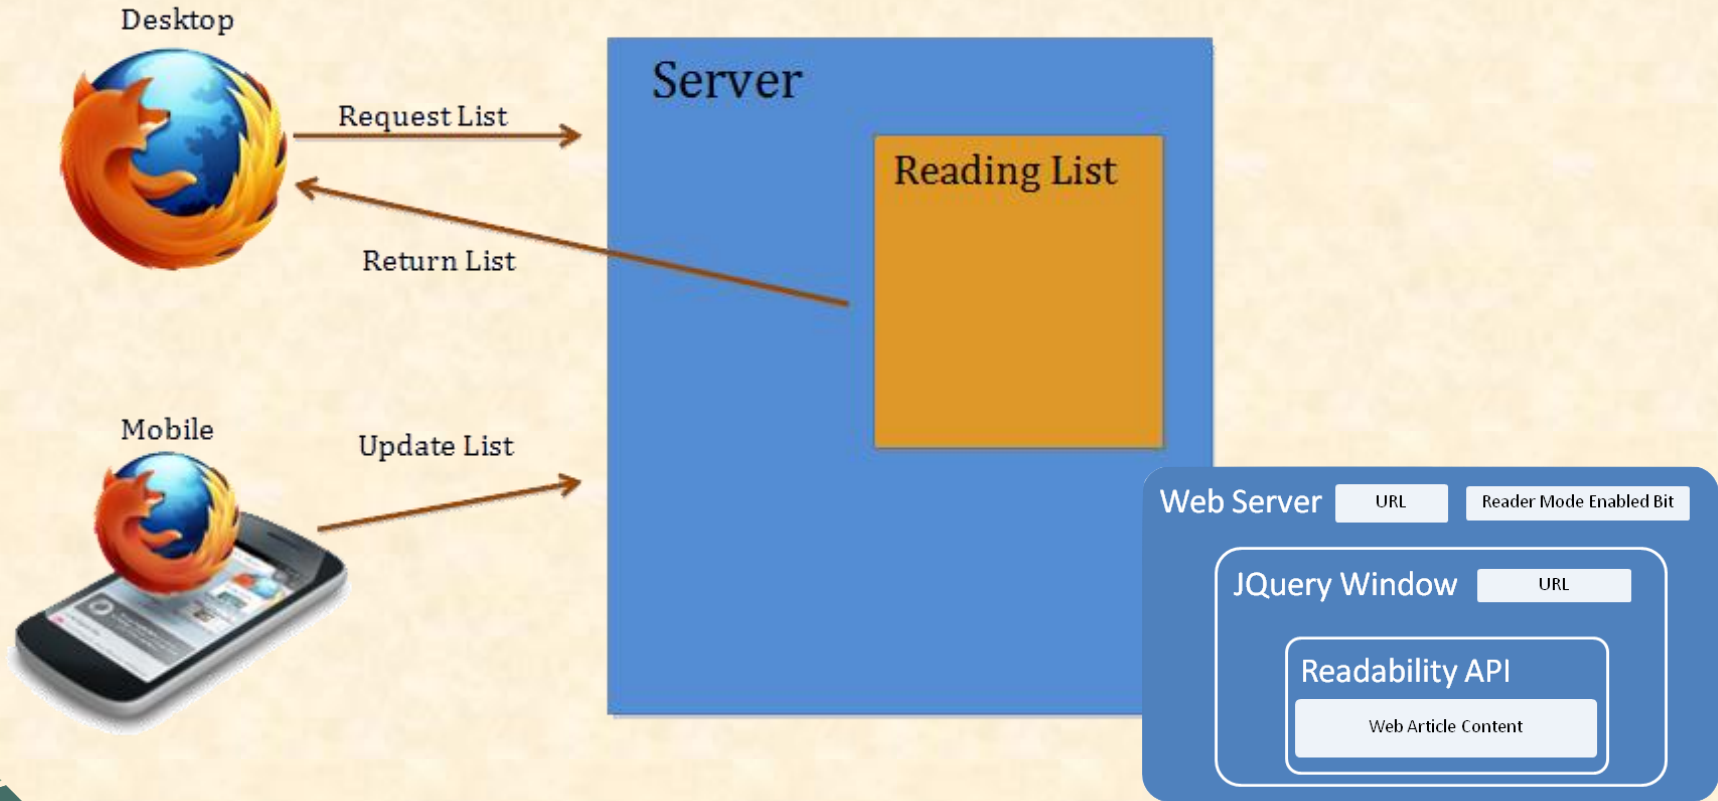 Desktop
Server
Request List
Reading List
Return List
Mobile
Update List
Web Server
URL
Reader Mode Enabled Bit
JQuery Window
URL
Readability API
Web Article Content